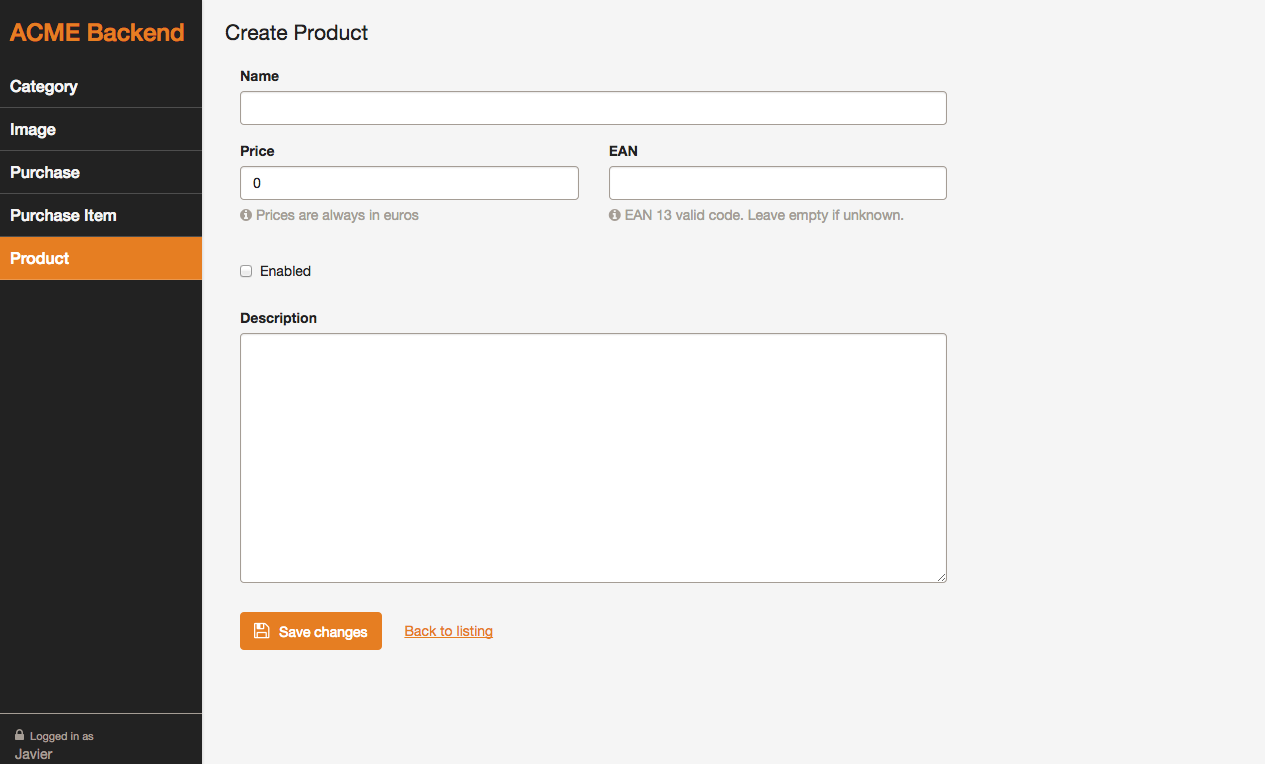 ACME Backend
Category
Image
Purchase
Purchase Item
Product
Logged in as
Javier
Create Product
Name
Price
EAN
0
Prices are always in euros
EAN 13 valid code. Leave empty if unknown.
Enabled
Description
Save changes
Back to listing